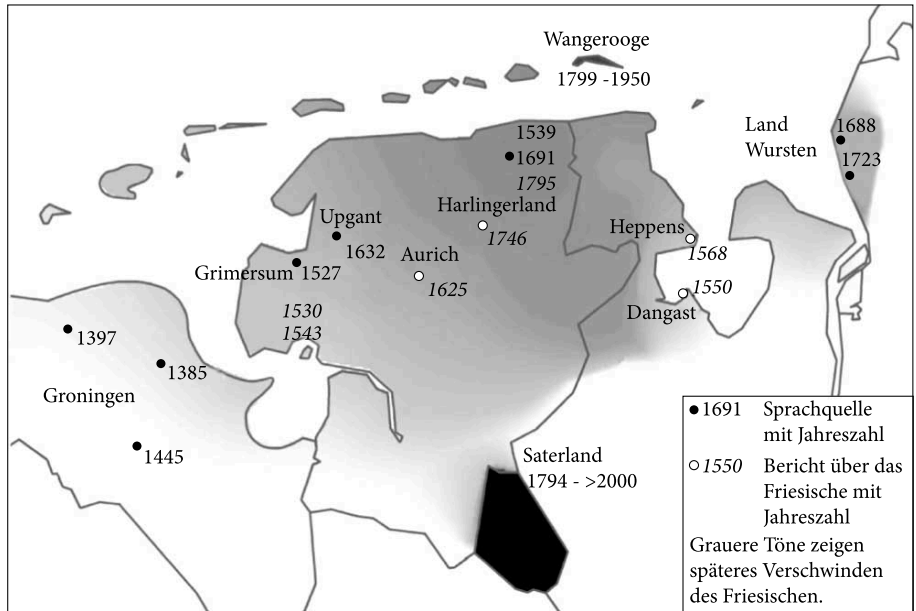 Wangerooge
1799 -1950
Land
Wursten
1688
1723
1539
1691
1795
Harlingerland
1746
Upgant
1632
Aurich
1625
Grimersum
1527
1530
1543
Heppens
1568
1550
Dangast
1397
1385
Groningen
1445
Saterland
1794 - >2000
1691 Sprachquelle
mit Jahreszahl
1550 Bericht über das
Friesische mit
Jahreszahl
Grauere Töne zeigen
späteres Verschwinden
des Friesischen.